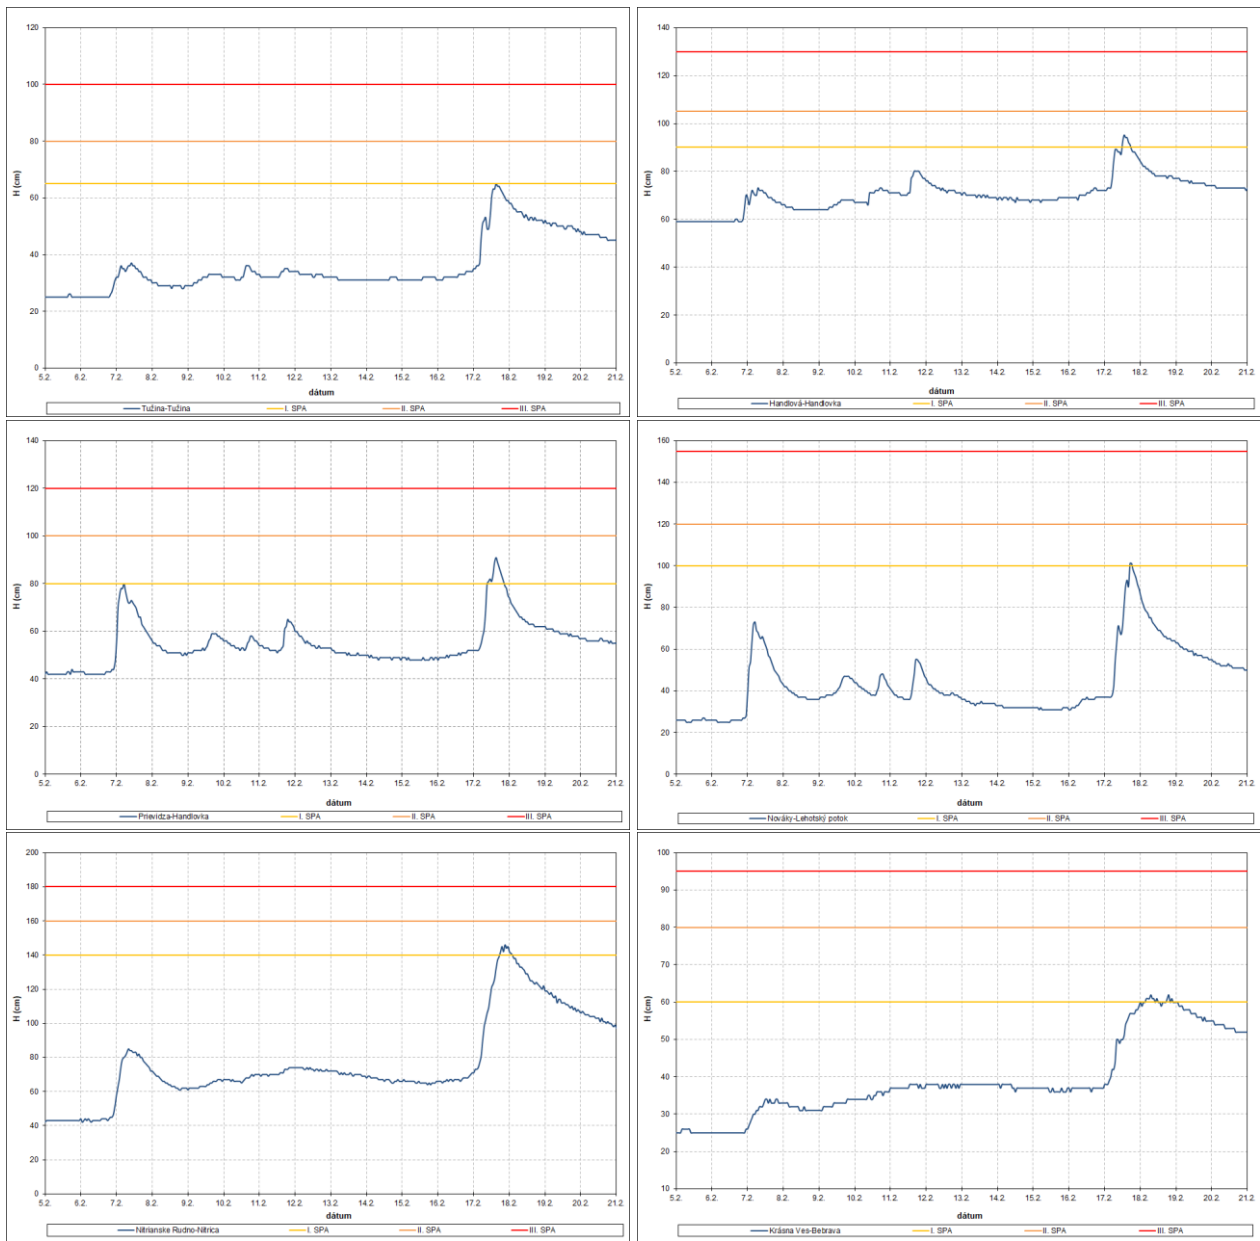 120
100
80
60
40
20
0
H (cm)
5.2. 6.2. 7.2. 8.2. 9.2. 10.2. 11.2. 12.2. 13.2. 14.2. 15.2. 16.2. 17.2. 18.2. 19.2. 20.2. 21.2.
dátum
Tužina-Tužina I. SPA II. SPA III. SPA
140
120
100
80
60
40
20
0
H (cm)
5.2. 6.2. 7.2. 8.2. 9.2. 10.2. 11.2. 12.2. 13.2. 14.2. 15.2. 16.2. 17.2. 18.2. 19.2. 20.2. 21.2.
dátum
Handlová-Handlovka I. SPA II. SPA III. SPA
140
120
100
80
60
40
20
0
H (cm)
5.2. 6.2. 7.2. 8.2. 9.2. 10.2. 11.2. 12.2. 13.2. 14.2. 15.2. 16.2. 17.2. 18.2. 19.2. 20.2. 21.2.
dátum
Prievidza-Handlovka I. SPA II. SPA III. SPA
160
140
120
100
80
60
40
20
0
H (cm)
5.2. 6.2. 7.2. 8.2. 9.2. 10.2. 11.2. 12.2. 13.2. 14.2. 15.2. 16.2. 17.2. 18.2. 19.2. 20.2. 21.2.
dátum
Nováky-Lehotský potok I. SPA II. SPA III. SPA
200
180
160
140
120
100
80
60
40
20
0
H (cm)
5.2. 6.2. 7.2. 8.2. 9.2. 10.2. 11.2. 12.2. 13.2. 14.2. 15.2. 16.2. 17.2. 18.2. 19.2. 20.2. 21.2.
dátum
Nitrianske Rudno-Nitrica I. SPA II. SPA III. SPA
100
90
80
70
60
50
40
30
20
10
H (cm)
5.2. 6.2. 7.2. 8.2. 9.2. 10.2. 11.2. 12.2. 13.2. 14.2. 15.2. 16.2. 17.2. 18.2. 19.2. 20.2. 21.2.
dátum
Krásna Ves-Bebrava I. SPA II. SPA III. SPA